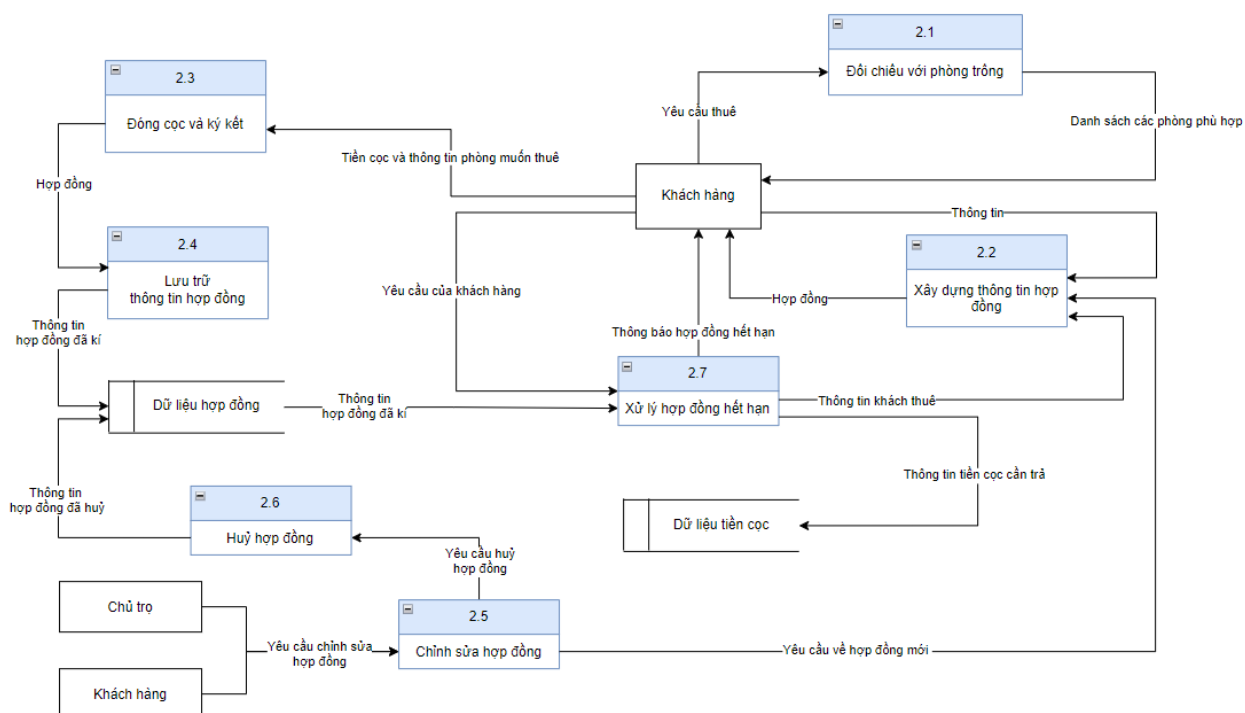 2.1
Đối chiếu với phòng trống
2.3
Đóng cọc và ký kết
Yêu cầu thuê
Danh sách các phòng phù hợp
Tiền cọc và thông tin phòng muốn thuê
Hợp đồng
Khách hàng
Thông tin
2.4
Lưu trữ
thông tin hợp đồng
2.2
Xây dựng thông tin hợp
đồng
Yêu cầu của khách hàng
Hợp đồng
Thông báo hợp đồng hết hạn
Thông tin
hợp đồng đã kí
2.7
Xử lý hợp đồng hết hạn
Dữ liệu hợp đồng
Thông tin
hợp đồng đã kí
Thông tin khách thuê
Thông tin tiền cọc cần trả
Thông tin
hợp đồng đã huỷ
2.6
Huỷ hợp đồng
Dữ liệu tiền cọc
Yêu cầu huỷ
hợp đồng
Chủ trọ
2.5
Chỉnh sửa hợp đồng
Yêu cầu chỉnh sửa
hợp đồng
Yêu cầu về hợp đồng mới
Khách hàng